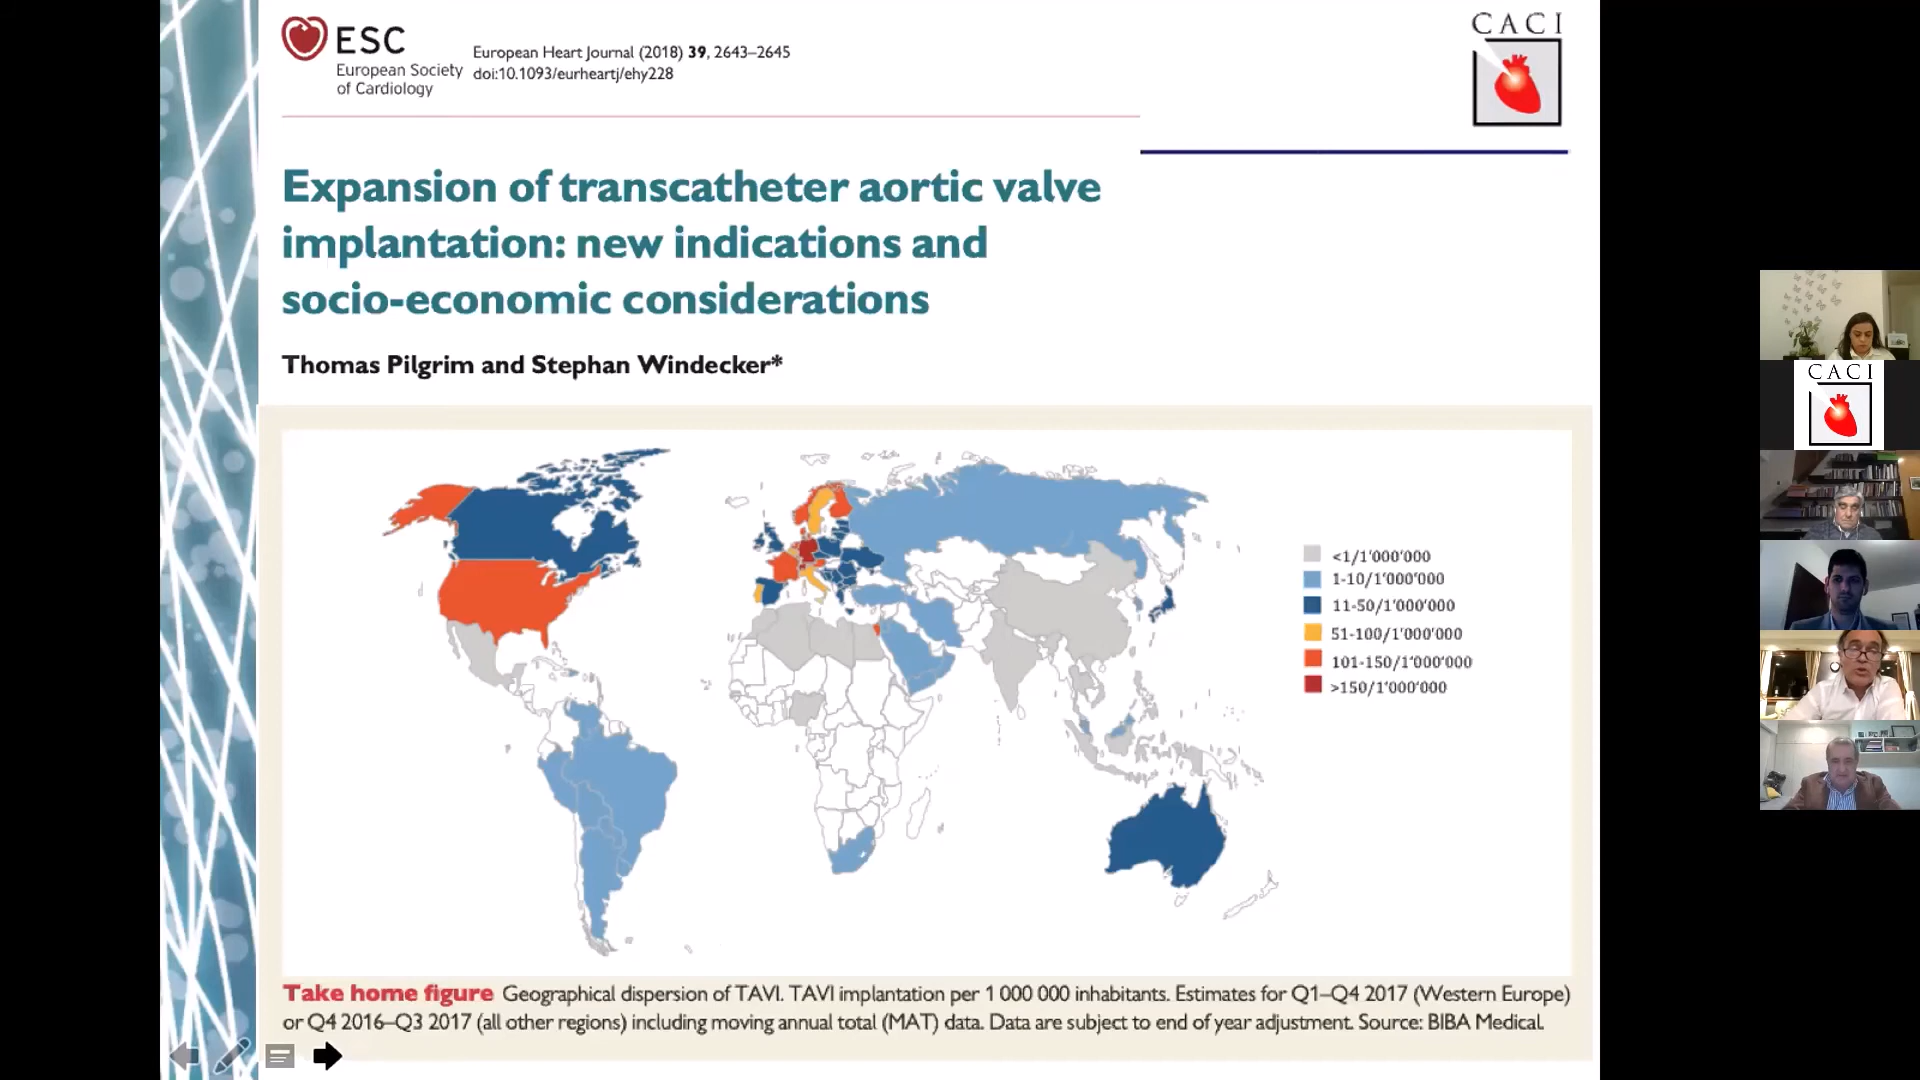 ESC
European Society
of Cardiology
European Heart Journal (2018) 39, 2643–2645
doi:10.1093/eurheartj/ehy228
CACI
Expansion of transcatheter aortic valve
implantation: new indications and
socio-economic considerations
Thomas Pilgrim and Stephan Windecker*
<1/1'000'000
1-10/1'000'000
11-50/1'000'000
51-100/1'000'000
101-150/1'000'000
>150/1'000'000
Take home figure Geographical dispersion of TAVI. TAVI implantation per 1 000 000 inhabitants. Estimates for Q1–Q4 2017 (Western Europe)
or Q4 2016–Q3 2017 (all other regions) including moving annual total (MAT) data. Data are subject to end of year adjustment. Source: BIBA Medical.
CACI